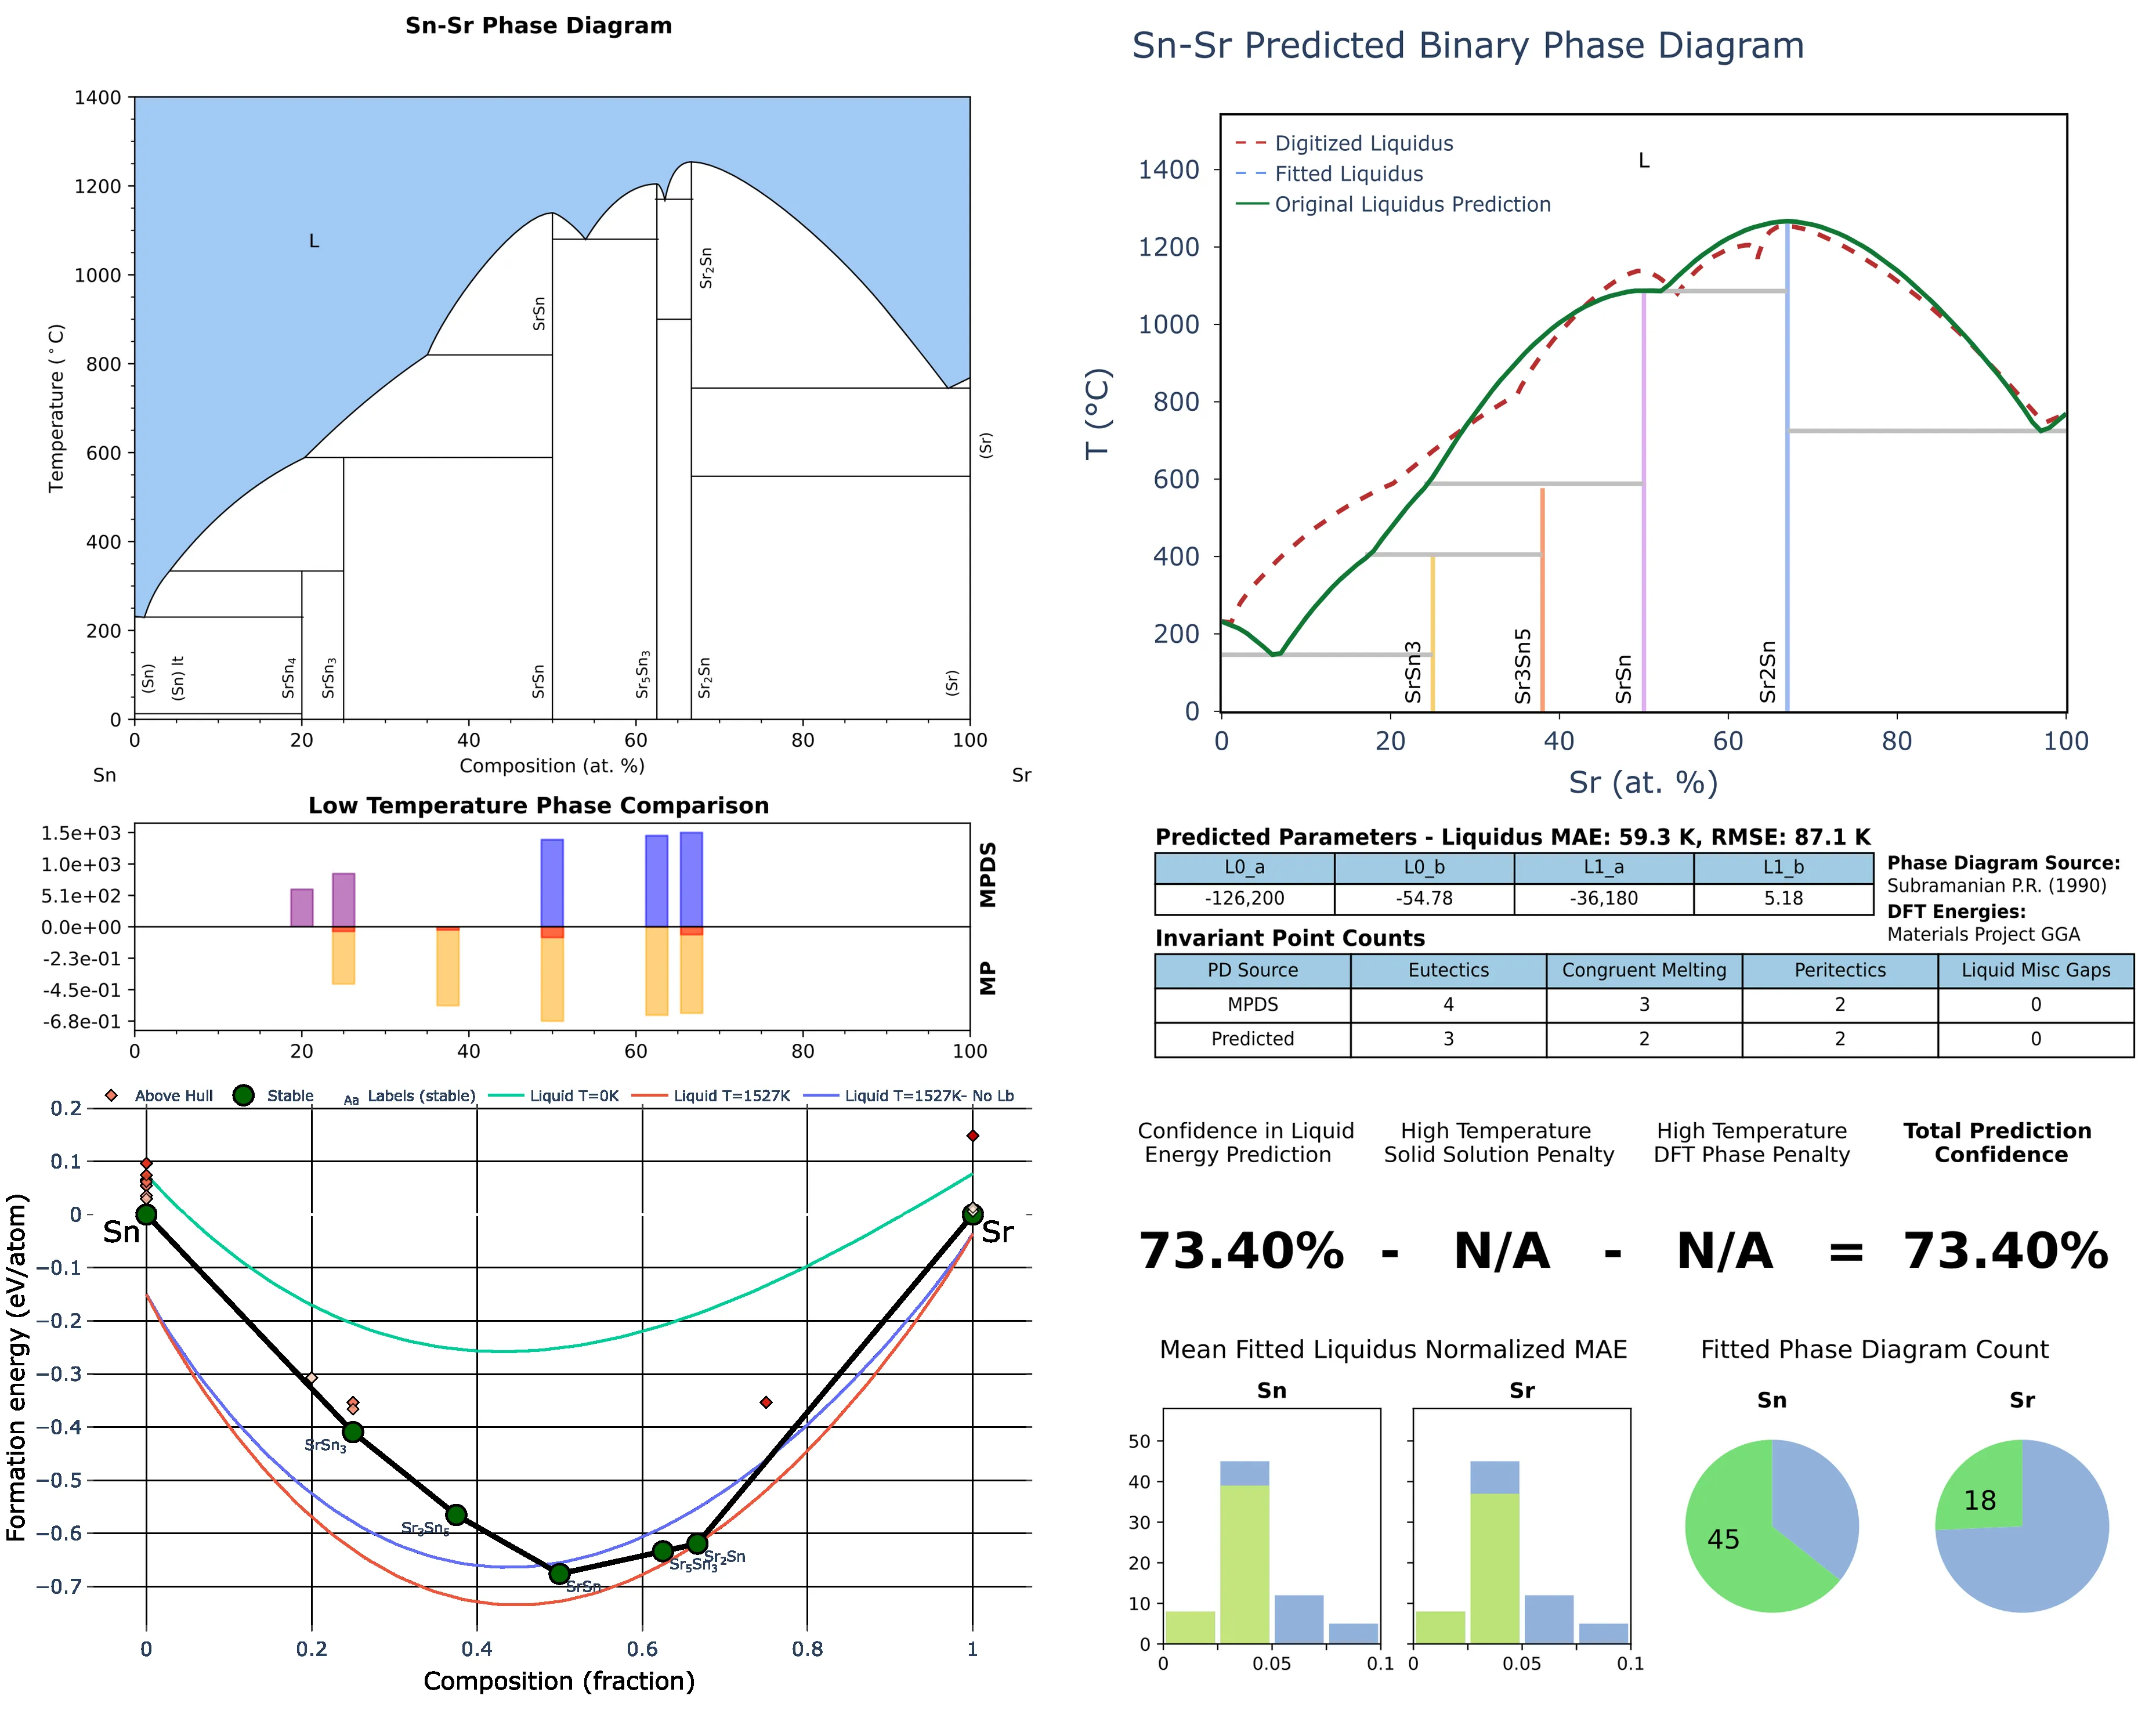 Sn-Sr Phase Diagram
1400
1200
1000
800
600
400
200
0
Temperature (°C)
L
SrSn
Sr₂Sn
(Sr)
(Sn)
(Sn) lt
SrSn₄
SrSn₃
SrSn
Sr₅Sn₃
Sr₂Sn
(Sr)
0 20 40 60 80 100
Composition (at. %)
Sn Sr
Sn-Sr Predicted Binary Phase Diagram
Digitized Liquidus
Fitted Liquidus
Original Liquidus Prediction
L
1400
1200
1000
800
600
400
200
0
T (°C)
SrSn3
Sr3Sn5
SrSn
Sr2Sn
0 20 40 60 80 100
Sr (at. %)
Low Temperature Phase Comparison
1.5e+03
1.0e+03
5.1e+02
0.0e+00
-2.3e-01
-4.5e-01
-6.8e-01
MPDS
MP
0 20 40 60 80 100
Predicted Parameters - Liquidus MAE: 59.3 K, RMSE: 87.1 K
L0_a L0_b L1_a L1_b
-126,200 -54.78 -36,180 5.18
Phase Diagram Source:
Subramanian P.R. (1990)
DFT Energies:
Materials Project GGA
Invariant Point Counts
PD Source Eutectics Congruent Melting Peritectics Liquid Misc Gaps
MPDS 4 3 2 0
Predicted 3 2 2 0
Above Hull Stable Aa Labels (stable) Liquid T=0K Liquid T=1527K Liquid T=1527K- No Lb
0.2
0.1
0
−0.1
−0.2
−0.3
−0.4
−0.5
−0.6
−0.7
Formation energy (eV/atom)
Sn
Sr
SrSn₃
Sr₃Sn₅
SrSn
Sr₅Sn₃
Sr₂Sn
0 0.2 0.4 0.6 0.8 1
Composition (fraction)
Confidence in Liquid
Energy Prediction
High Temperature
Solid Solution Penalty
High Temperature
DFT Phase Penalty
Total Prediction
Confidence
73.40% - N/A - N/A = 73.40%
Mean Fitted Liquidus Normalized MAE
Sn
Sr
50
40
30
20
10
0
0 0.05 0.1
0 0.05 0.1
Fitted Phase Diagram Count
Sn
Sr
45
18